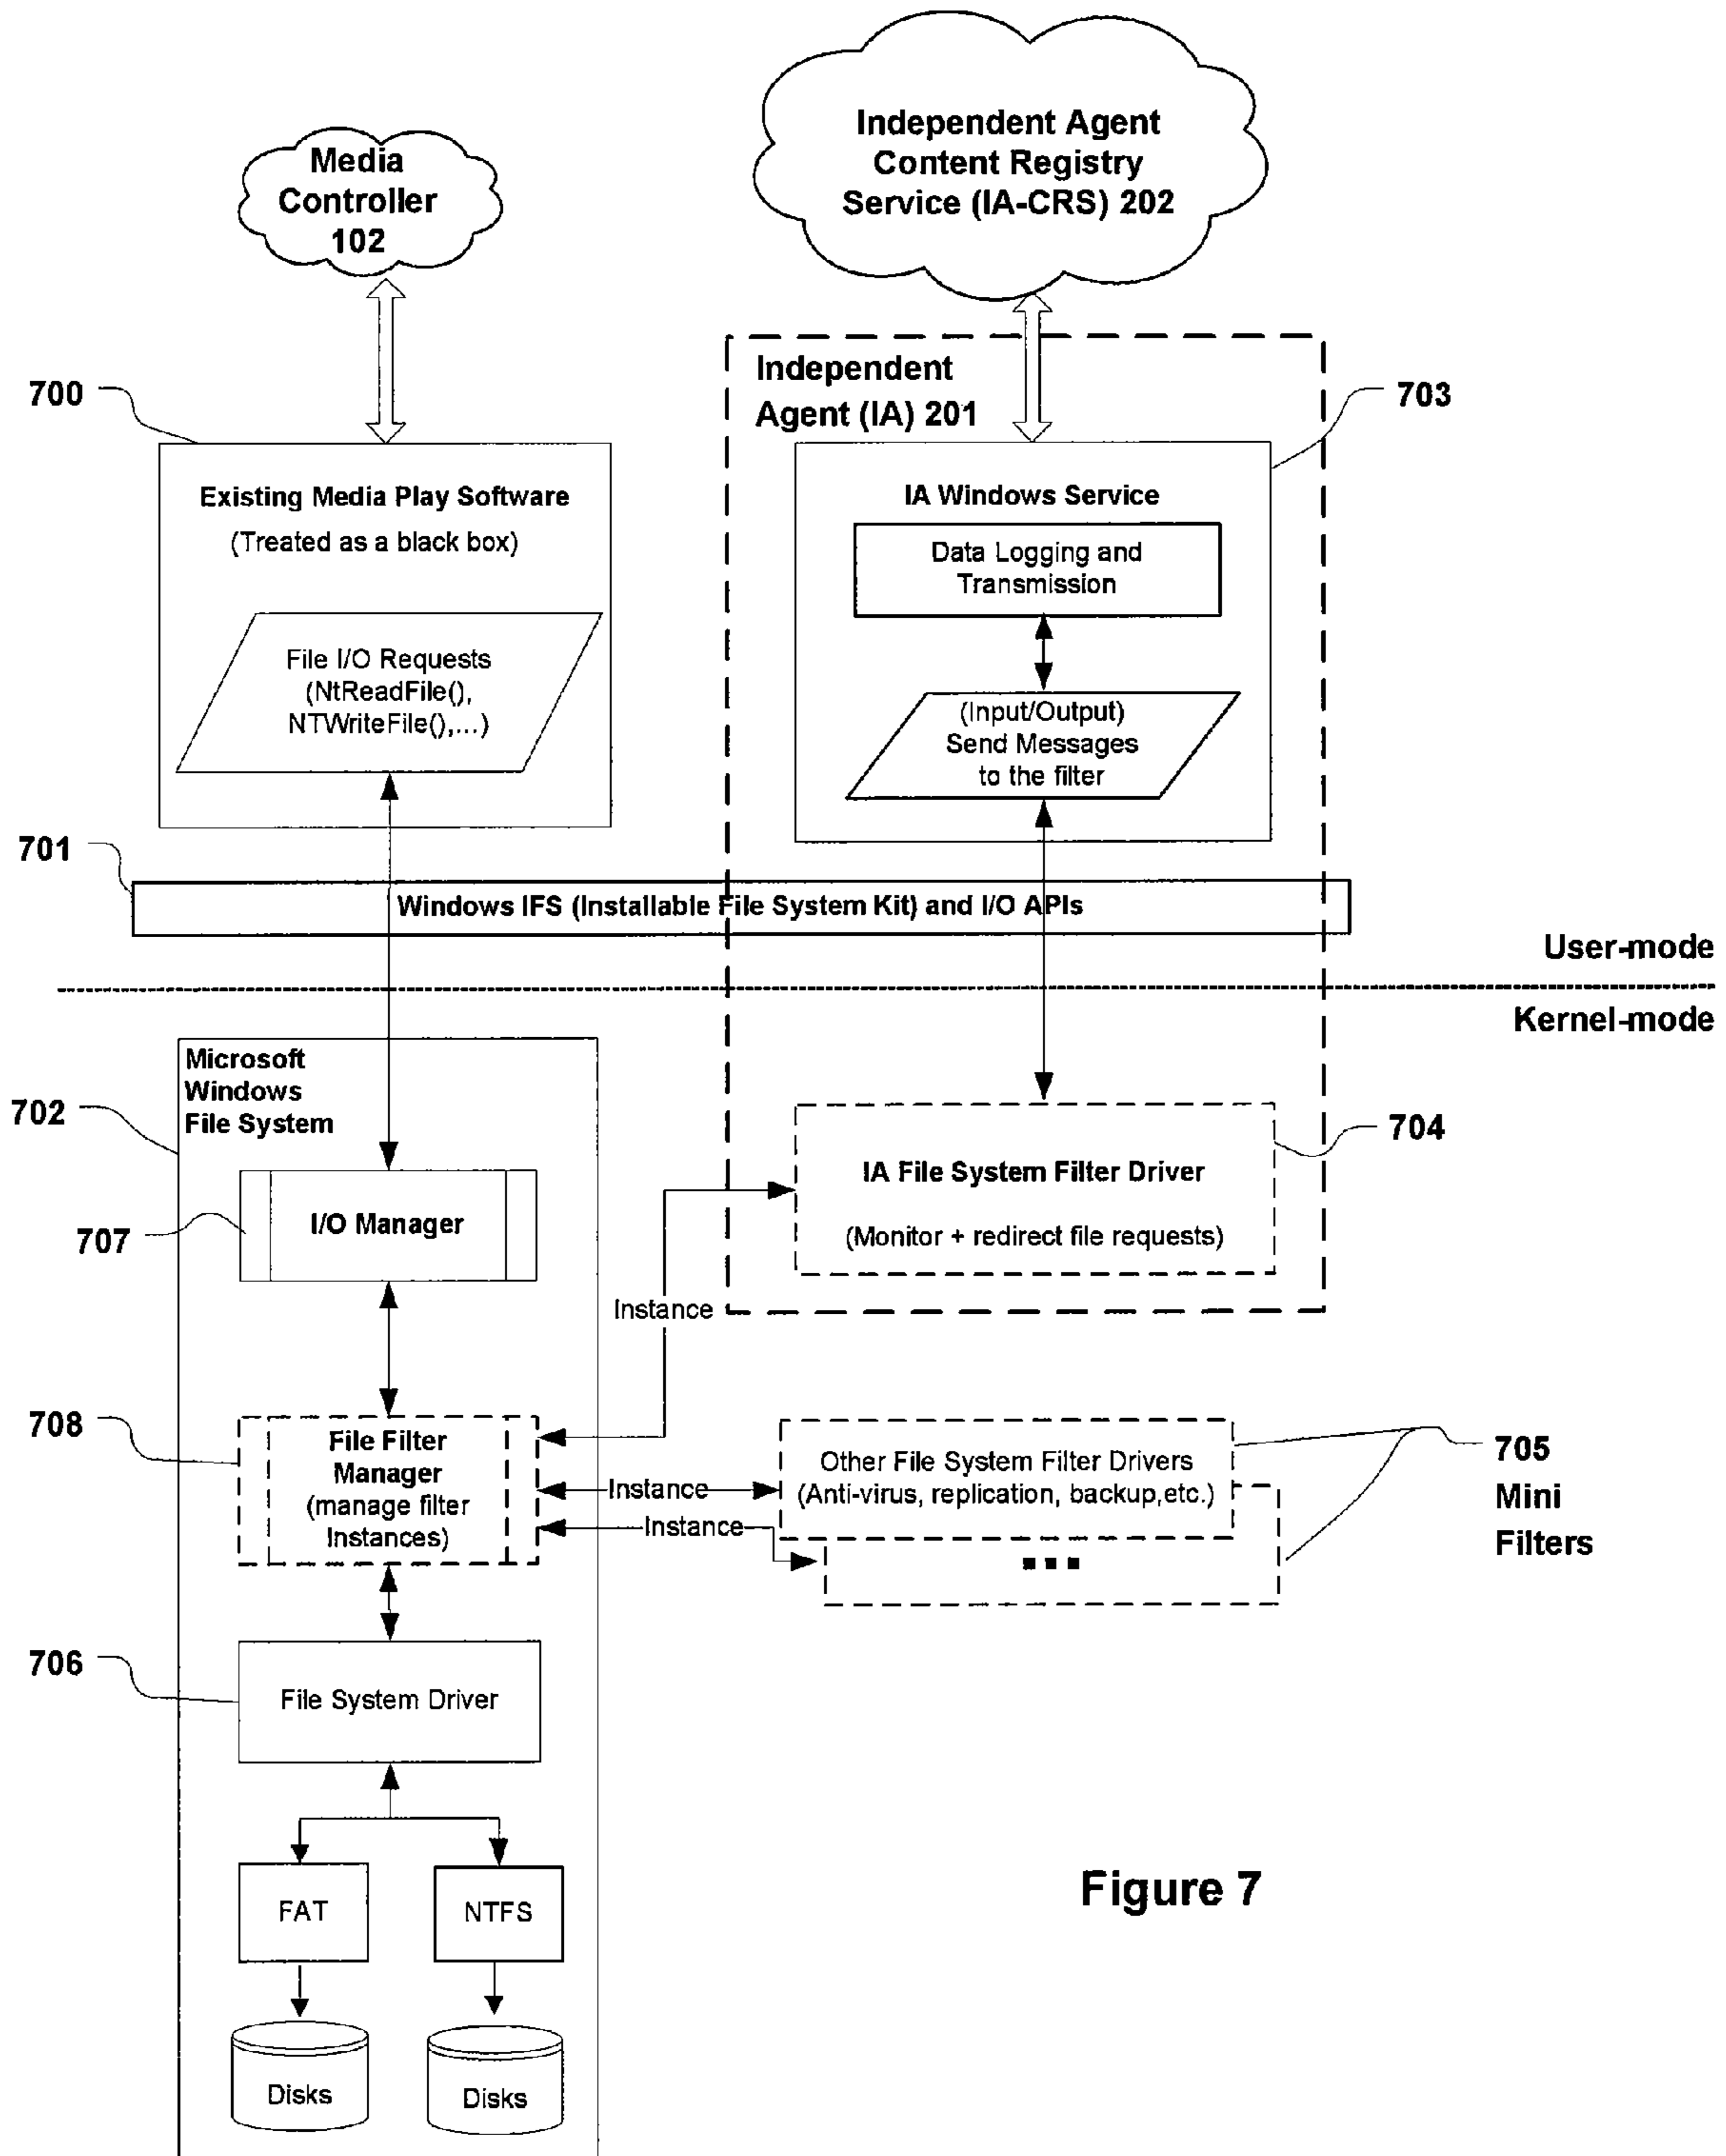 Independent Agent
Content Registry
Service (IA-CRS) 202
Media
Controller
102
Independent
Agent (IA) 201
700
703
Existing Media Play Software
(Treated as a black box)
File I/O Requests
(NtReadFile(),
NTWriteFile(),...)
IA Windows Service
Data Logging and
Transmission
(Input/Output)
Send Messages
to the filter
701
Windows IFS (Installable File System Kit) and I/O APIs
User-mode
Kernel-mode
Microsoft
Windows
File System
702
704
IA File System Filter Driver
(Monitor + redirect file requests)
I/O Manager
707
Instance
708
File Filter
Manager
(manage filter
Instances)
Instance
Instance
Other File System Filter Drivers
(Anti-virus, replication, backup,etc.)
...
705
Mini
Filters
706
File System Driver
FAT
NTFS
Disks
Disks
Figure 7